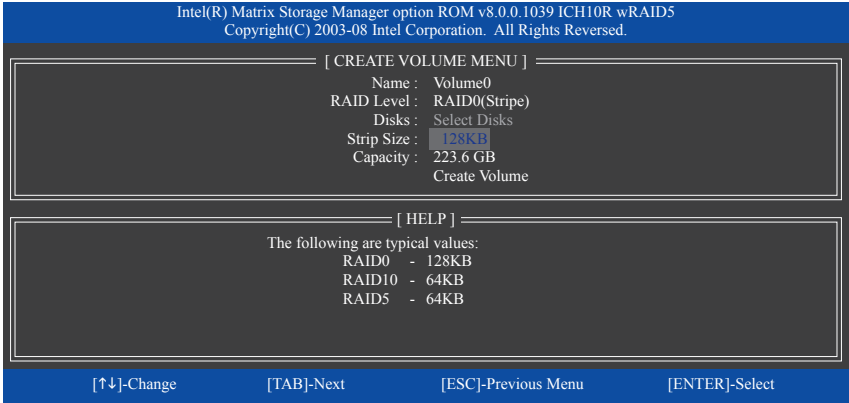 Intel(R) Matrix Storage Manager option ROM v8.0.0.1039 ICH10R wRAID5
Copyright(C) 2003-08 Intel Corporation. All Rights Reversed.
[ CREATE VOLUME MENU ]
Name : Volume0
RAID Level : RAID0(Stripe)
Disks : Select Disks
Strip Size : 128KB
Capacity : 223.6 GB
Create Volume
[ HELP ]
The following are typical values:
RAID0 - 128KB
RAID10 - 64KB
RAID5 - 64KB
[↑↓]-Change [TAB]-Next [ESC]-Previous Menu [ENTER]-Select